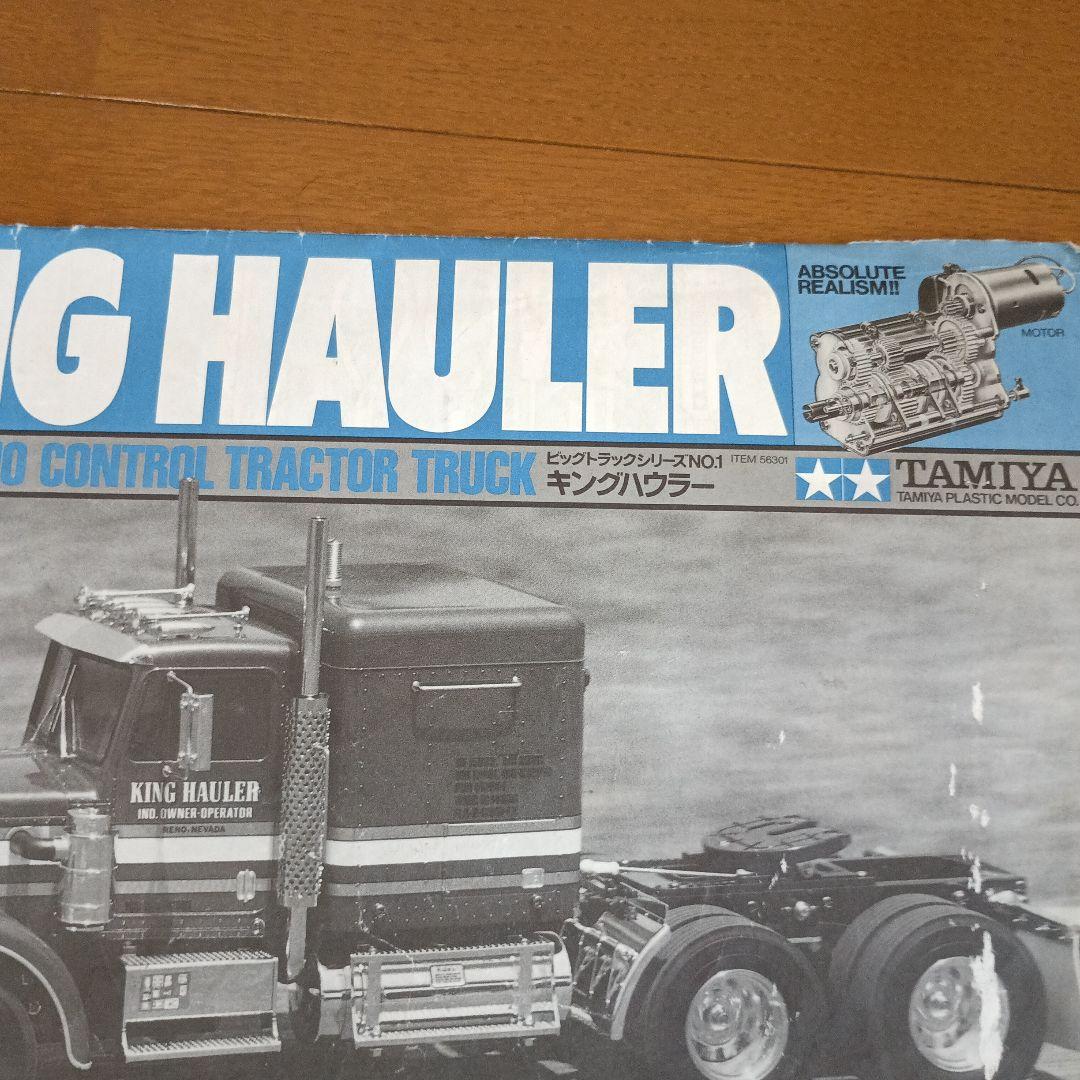 NG HAULER
ABSOLUTE
REALISM!!
MOTOR
IO CONTROL TRACTOR TRUCK
ビッグトラックシリーズNO.1 ITEM 56301
キングハウラー
TAMIYA
TAMIYA PLASTIC MODEL CO.
KING HAULER
IND. OWNER-OPERATOR
RENO, NEVADA